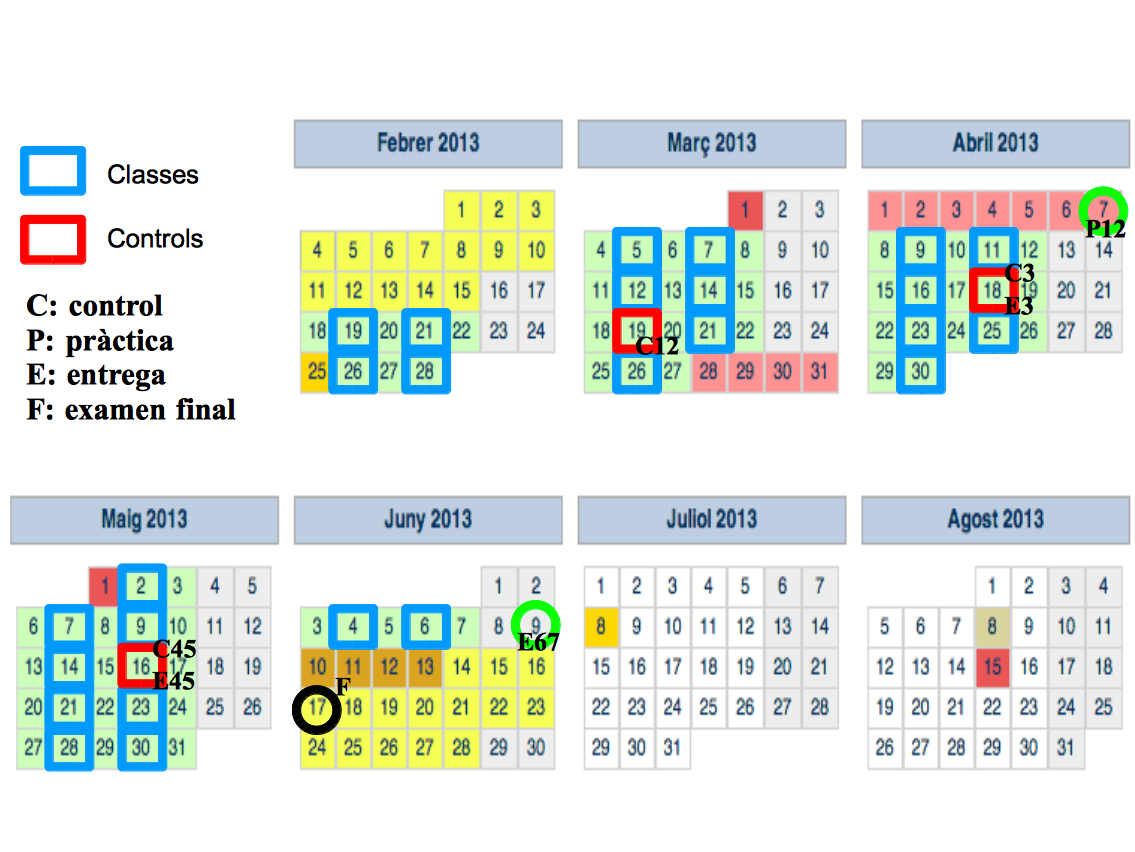 Classes
Controls
C: control
P: pràctica
E: entrega
F: examen final
Febrer 2013
1 2 3
4 5 6 7 8 9 10
11 12 13 14 15 16 17
18 19 20 21 22 23 24
25 26 27 28
Març 2013
1 2 3
4 5 6 7 8 9 10
11 12 13 14 15 16 17
18 19 20 21 22 23 24
C12
25 26 27 28 29 30 31
Abril 2013
1 2 3 4 5 6 7
P12
8 9 10 11 12 13 14
C3
15 16 17 18 19 20 21
E3
22 23 24 25 26 27 28
29 30
Maig 2013
1 2 3 4 5
6 7 8 9 10 11 12
C45
13 14 15 16 17 18 19
E45
20 21 22 23 24 25 26
27 28 29 30 31
Juny 2013
1 2
3 4 5 6 7 8 9
E67
10 11 12 13 14 15 16
F
17 18 19 20 21 22 23
24 25 26 27 28 29 30
Juliol 2013
1 2 3 4 5 6 7
8 9 10 11 12 13 14
15 16 17 18 19 20 21
22 23 24 25 26 27 28
29 30 31
Agost 2013
1 2 3 4
5 6 7 8 9 10 11
12 13 14 15 16 17 18
19 20 21 22 23 24 25
26 27 28 29 30 31